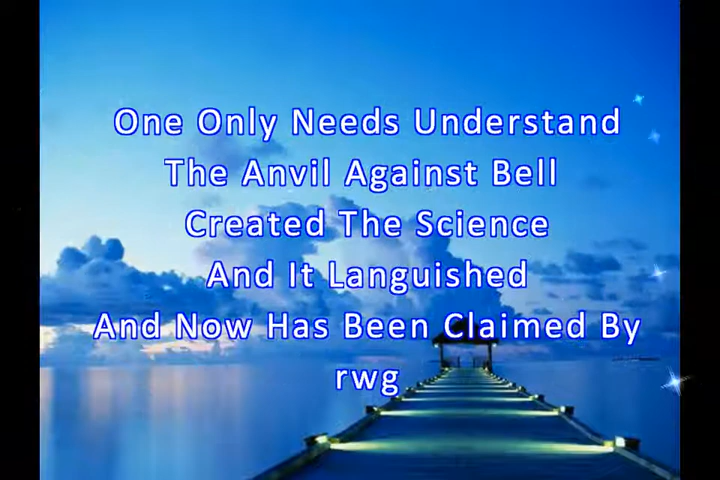 One Only Needs Understand
The Anvil Against Bell
Created The Science
And It Languished
And Now Has Been Claimed By
rwg